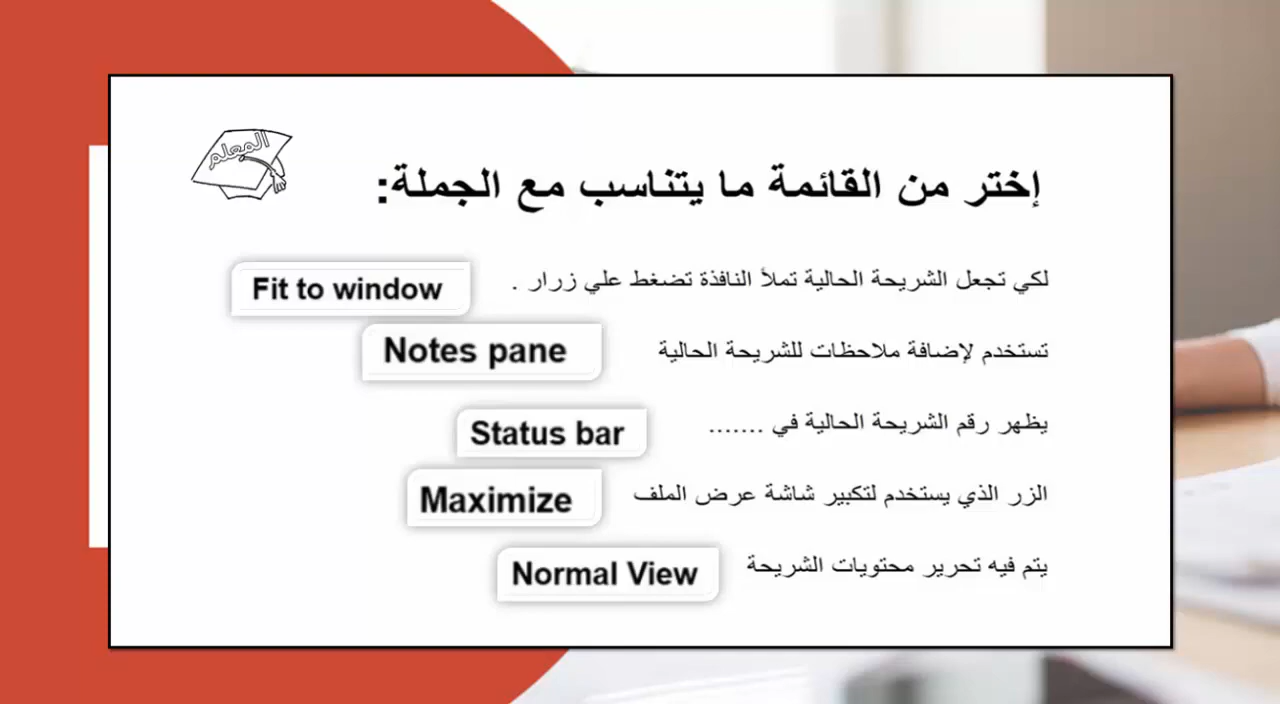 المعلم
إختر من القائمة ما يتناسب مع الجملة:
لكي تجعل الشريحة الحالية تملأ النافذة تضغط علي زرار . Fit to window
تستخدم لإضافة ملاحظات للشريحة الحالية Notes pane
يظهر رقم الشريحة الحالية في ....... Status bar
الزر الذي يستخدم لتكبير شاشة عرض الملف Maximize
يتم فيه تحرير محتويات الشريحة Normal View